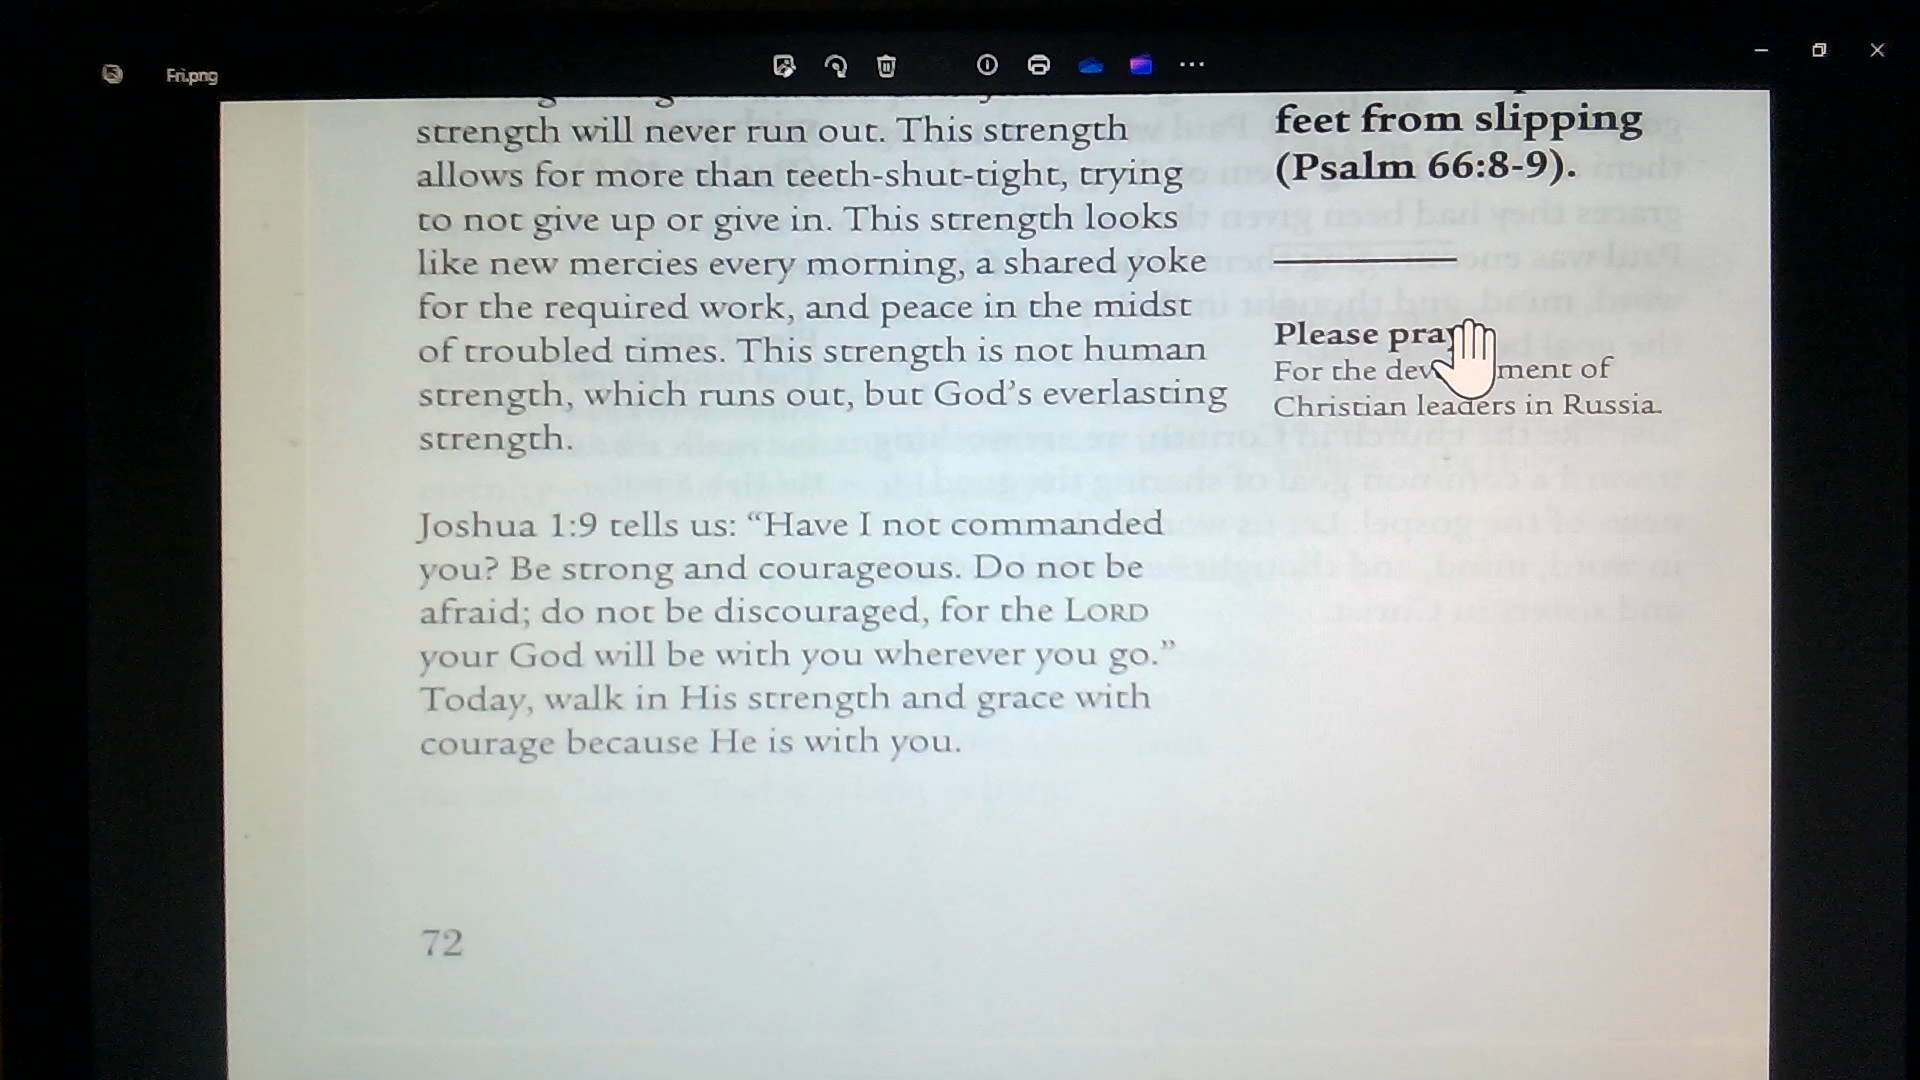 Fri.png
strength will never run out. This strength
allows for more than teeth-shut-tight, trying
to not give up or give in. This strength looks
like new mercies every morning, a shared yoke
for the required work, and peace in the midst
of troubled times. This strength is not human
strength, which runs out, but God's everlasting
strength.
Joshua 1:9 tells us: “Have I not commanded
you? Be strong and courageous. Do not be
afraid; do not be discouraged, for the LORD
your God will be with you wherever you go.”
Today, walk in His strength and grace with
courage because He is with you.
72
feet from slipping
(Psalm 66:8-9).
Please pray
For the ment of
Christian leaders in Russia.